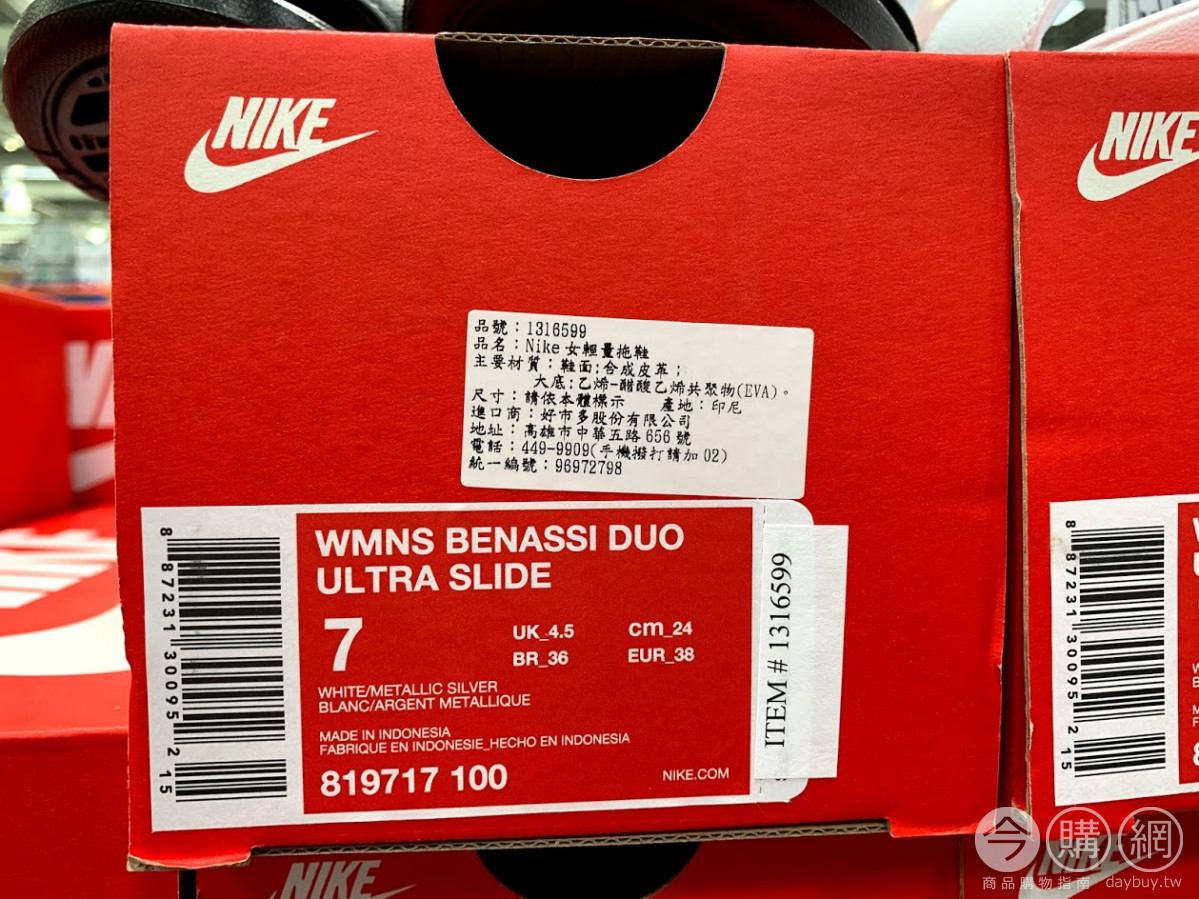 NIKE
NIKE
品號：1316599
品名：Nike 女輕量拖鞋
主要材質：鞋面：合成皮革；
大底：乙烯-醋酸乙烯共聚物(EVA)。
尺寸：請依本體標示　產地：印尼
進口商：好市多股份有限公司
地址：高雄市中華五路 656 號
電話：449-9909(手機撥打請加 02)
統一編號：96972798
8 87231 30095 2 15
WMNS BENASSI DUO
ULTRA SLIDE
7
UK_4.5 cm_24
BR_36 EUR_38
WHITE/METALLIC SILVER
BLANC/ARGENT METALLIQUE
MADE IN INDONESIA
FABRIQUE EN INDONESIE_HECHO EN INDONESIA
819717 100
NIKE.COM
ITEM # 1316599
8 87231 30095 2 15
NIKE
NIKE
今購網
商品購物指南 daybuy.tw